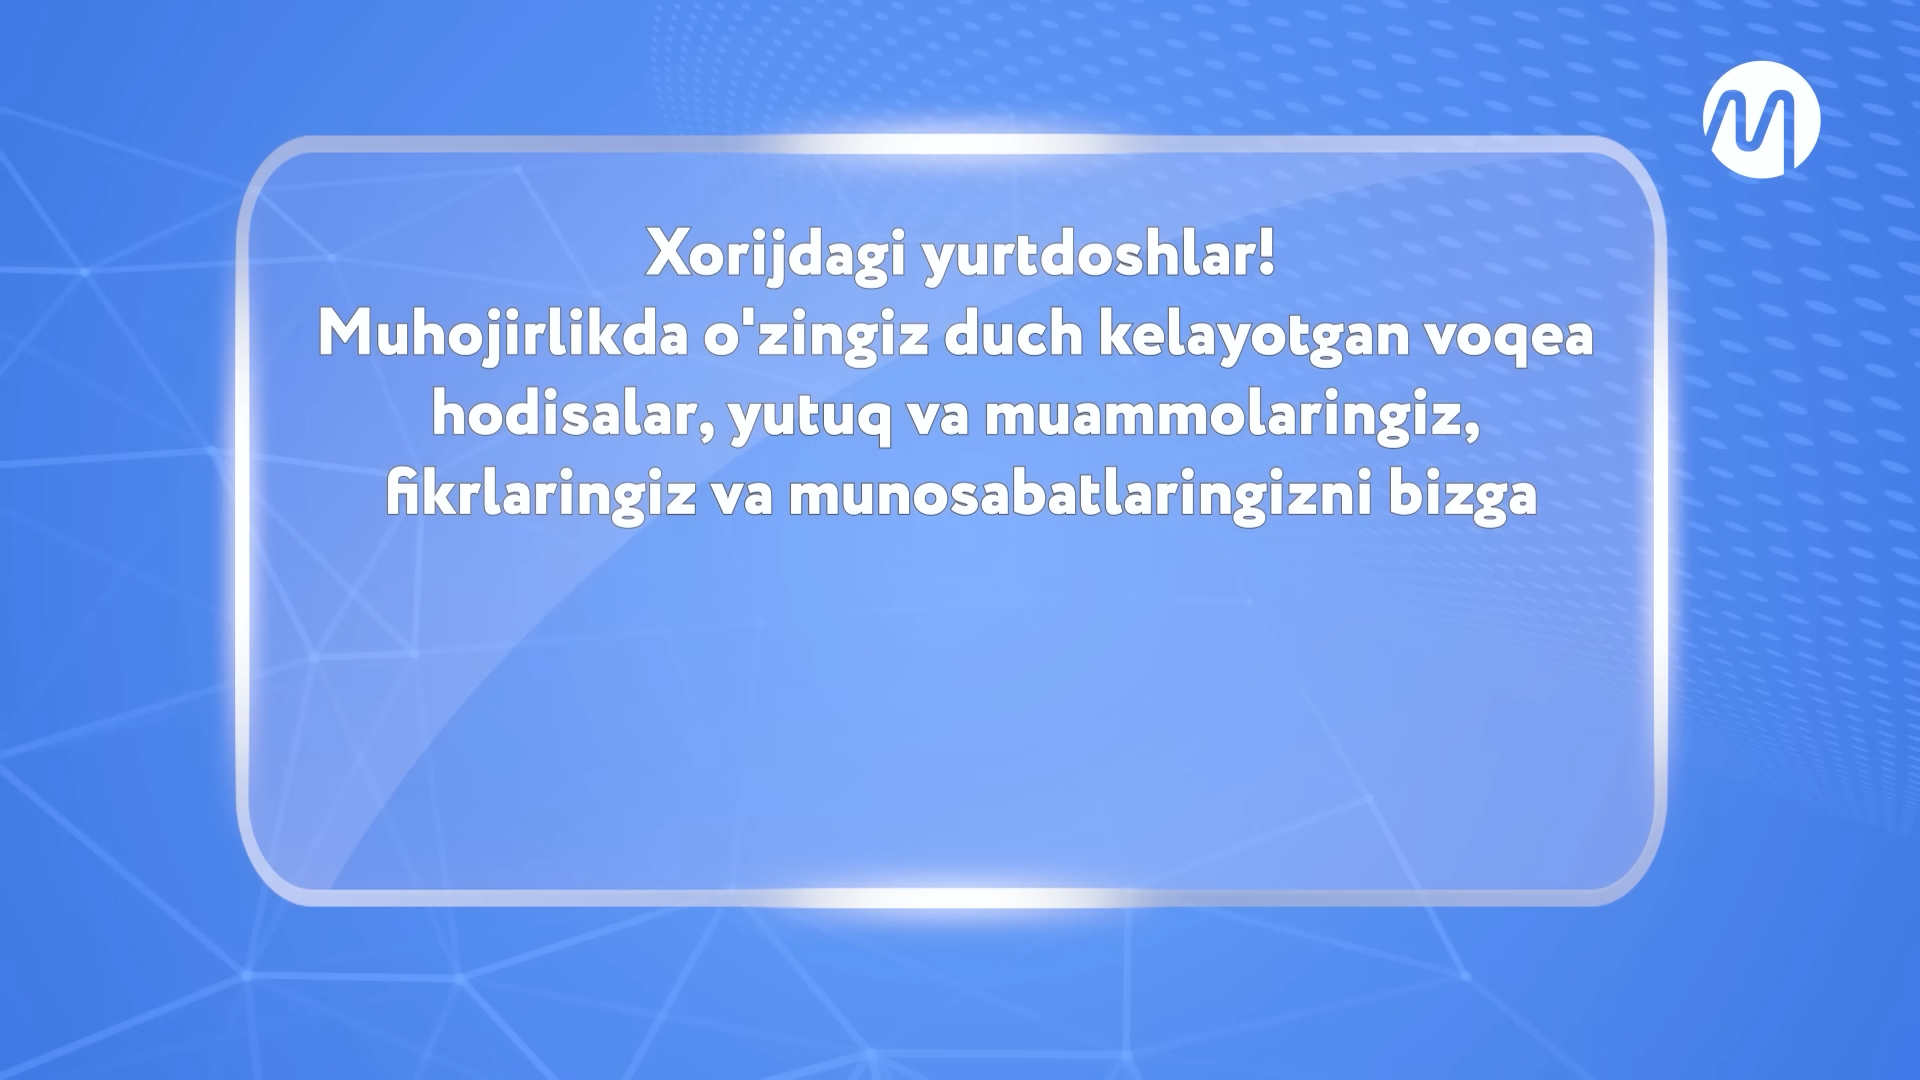 Xorijdagi yurtdoshlar!
Muhojirlikda o'zingiz duch kelayotgan voqea
hodisalar, yutuq va muammolaringiz,
fikrlaringiz va munosabatlaringizni bizga